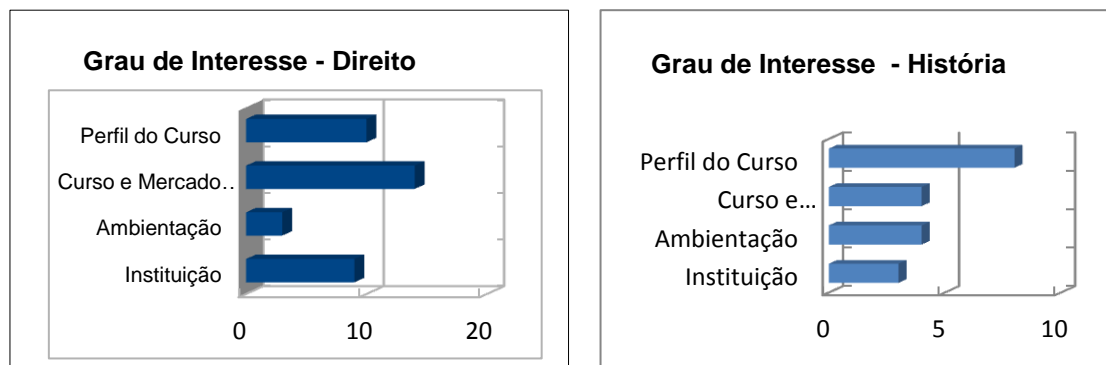 Grau de Interesse - Direito
Perfil do Curso
Curso e Mercado..
Ambientação
Instituição
0 10 20
Grau de Interesse - História
Perfil do Curso
Curso e...
Ambientação
Instituição
0 5 10